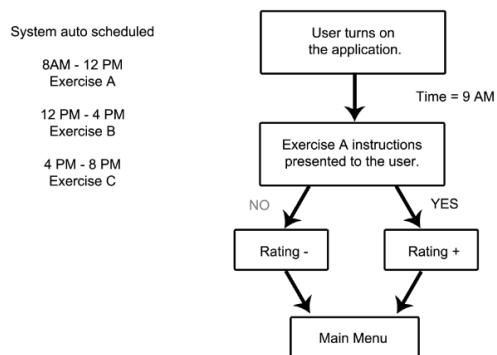 System auto scheduled
8AM - 12 PM
Exercise A
12 PM - 4 PM
Exercise B
4 PM - 8 PM
Exercise C
User turns on
the application.
Time = 9 AM
Exercise A instructions
presented to the user.
NO
YES
Rating -
Rating +
Main Menu